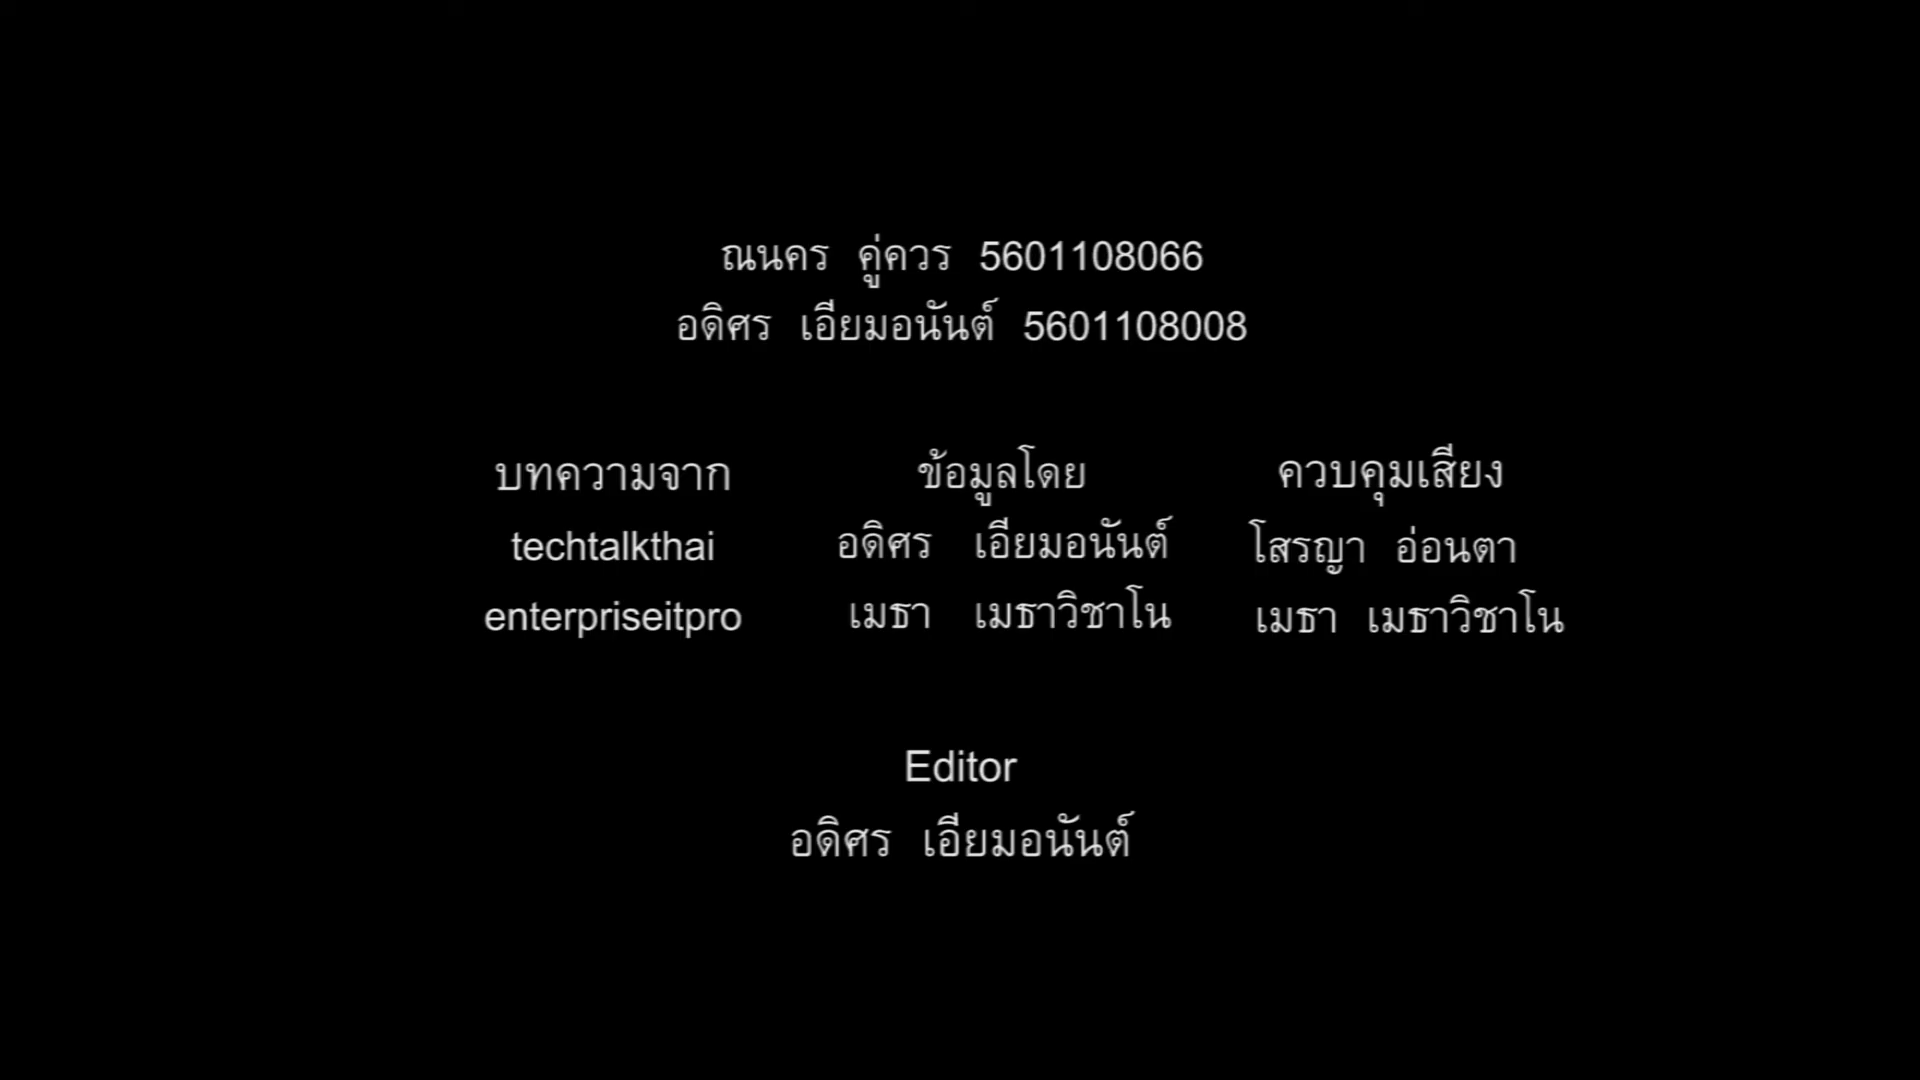 ณนคร คู่ควร 5601108066
อดิศร เอียมอนันต์ 5601108008
บทความจาก ข้อมูลโดย ควบคุมเสียง
techtalkthai อดิศร เอียมอนันต์ โสรญา อ่อนตา
enterpriseitpro เมธา เมธาวิชาโน เมธา เมธาวิชาโน
Editor
อดิศร เอียมอนันต์